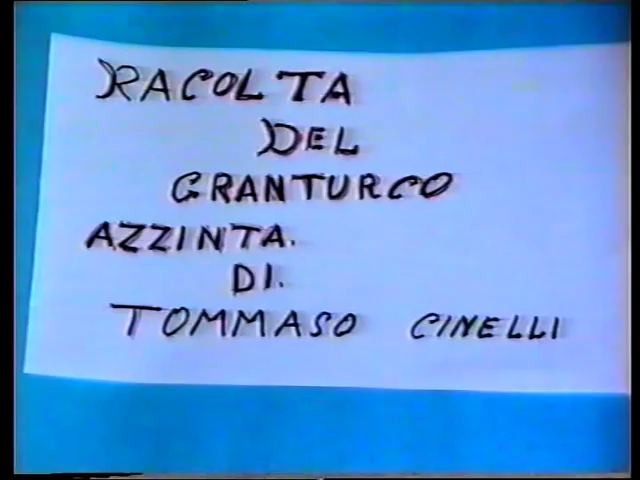 RACOLTA
DEL
GRANTURCO
AZZINTA.
DI.
TOMMASO CINELLI